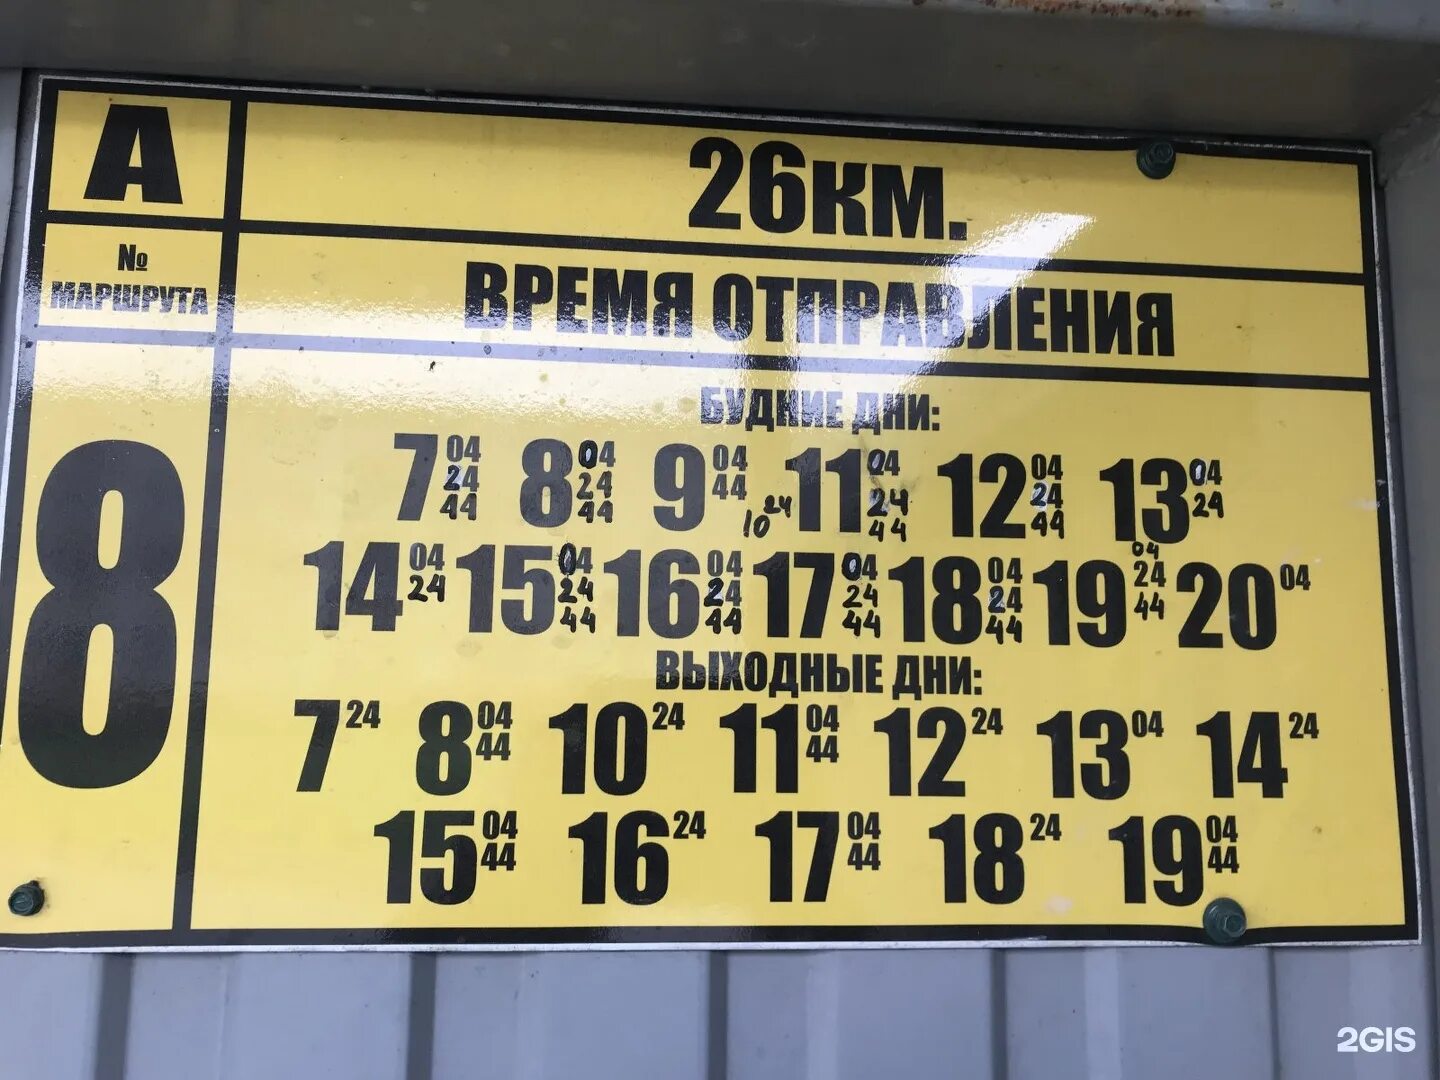 А 26КМ.
№ МАРШРУТА ВРЕМЯ ОТПРАВЛЕНИЯ
8
БУДНИЕ ДНИ:
7 04 24 44 8 04 24 44 9 04 44 10 24 11 04 24 44 12 04 24 44 13 04 24
14 04 24 15 04 24 44 16 04 24 44 17 04 24 44 18 04 24 44 19 04 24 44 20 04
ВЫХОДНЫЕ ДНИ:
7 24 8 04 44 10 24 11 04 44 12 24 13 04 14 24
15 04 44 16 24 17 04 44 18 24 19 04 44
2GIS